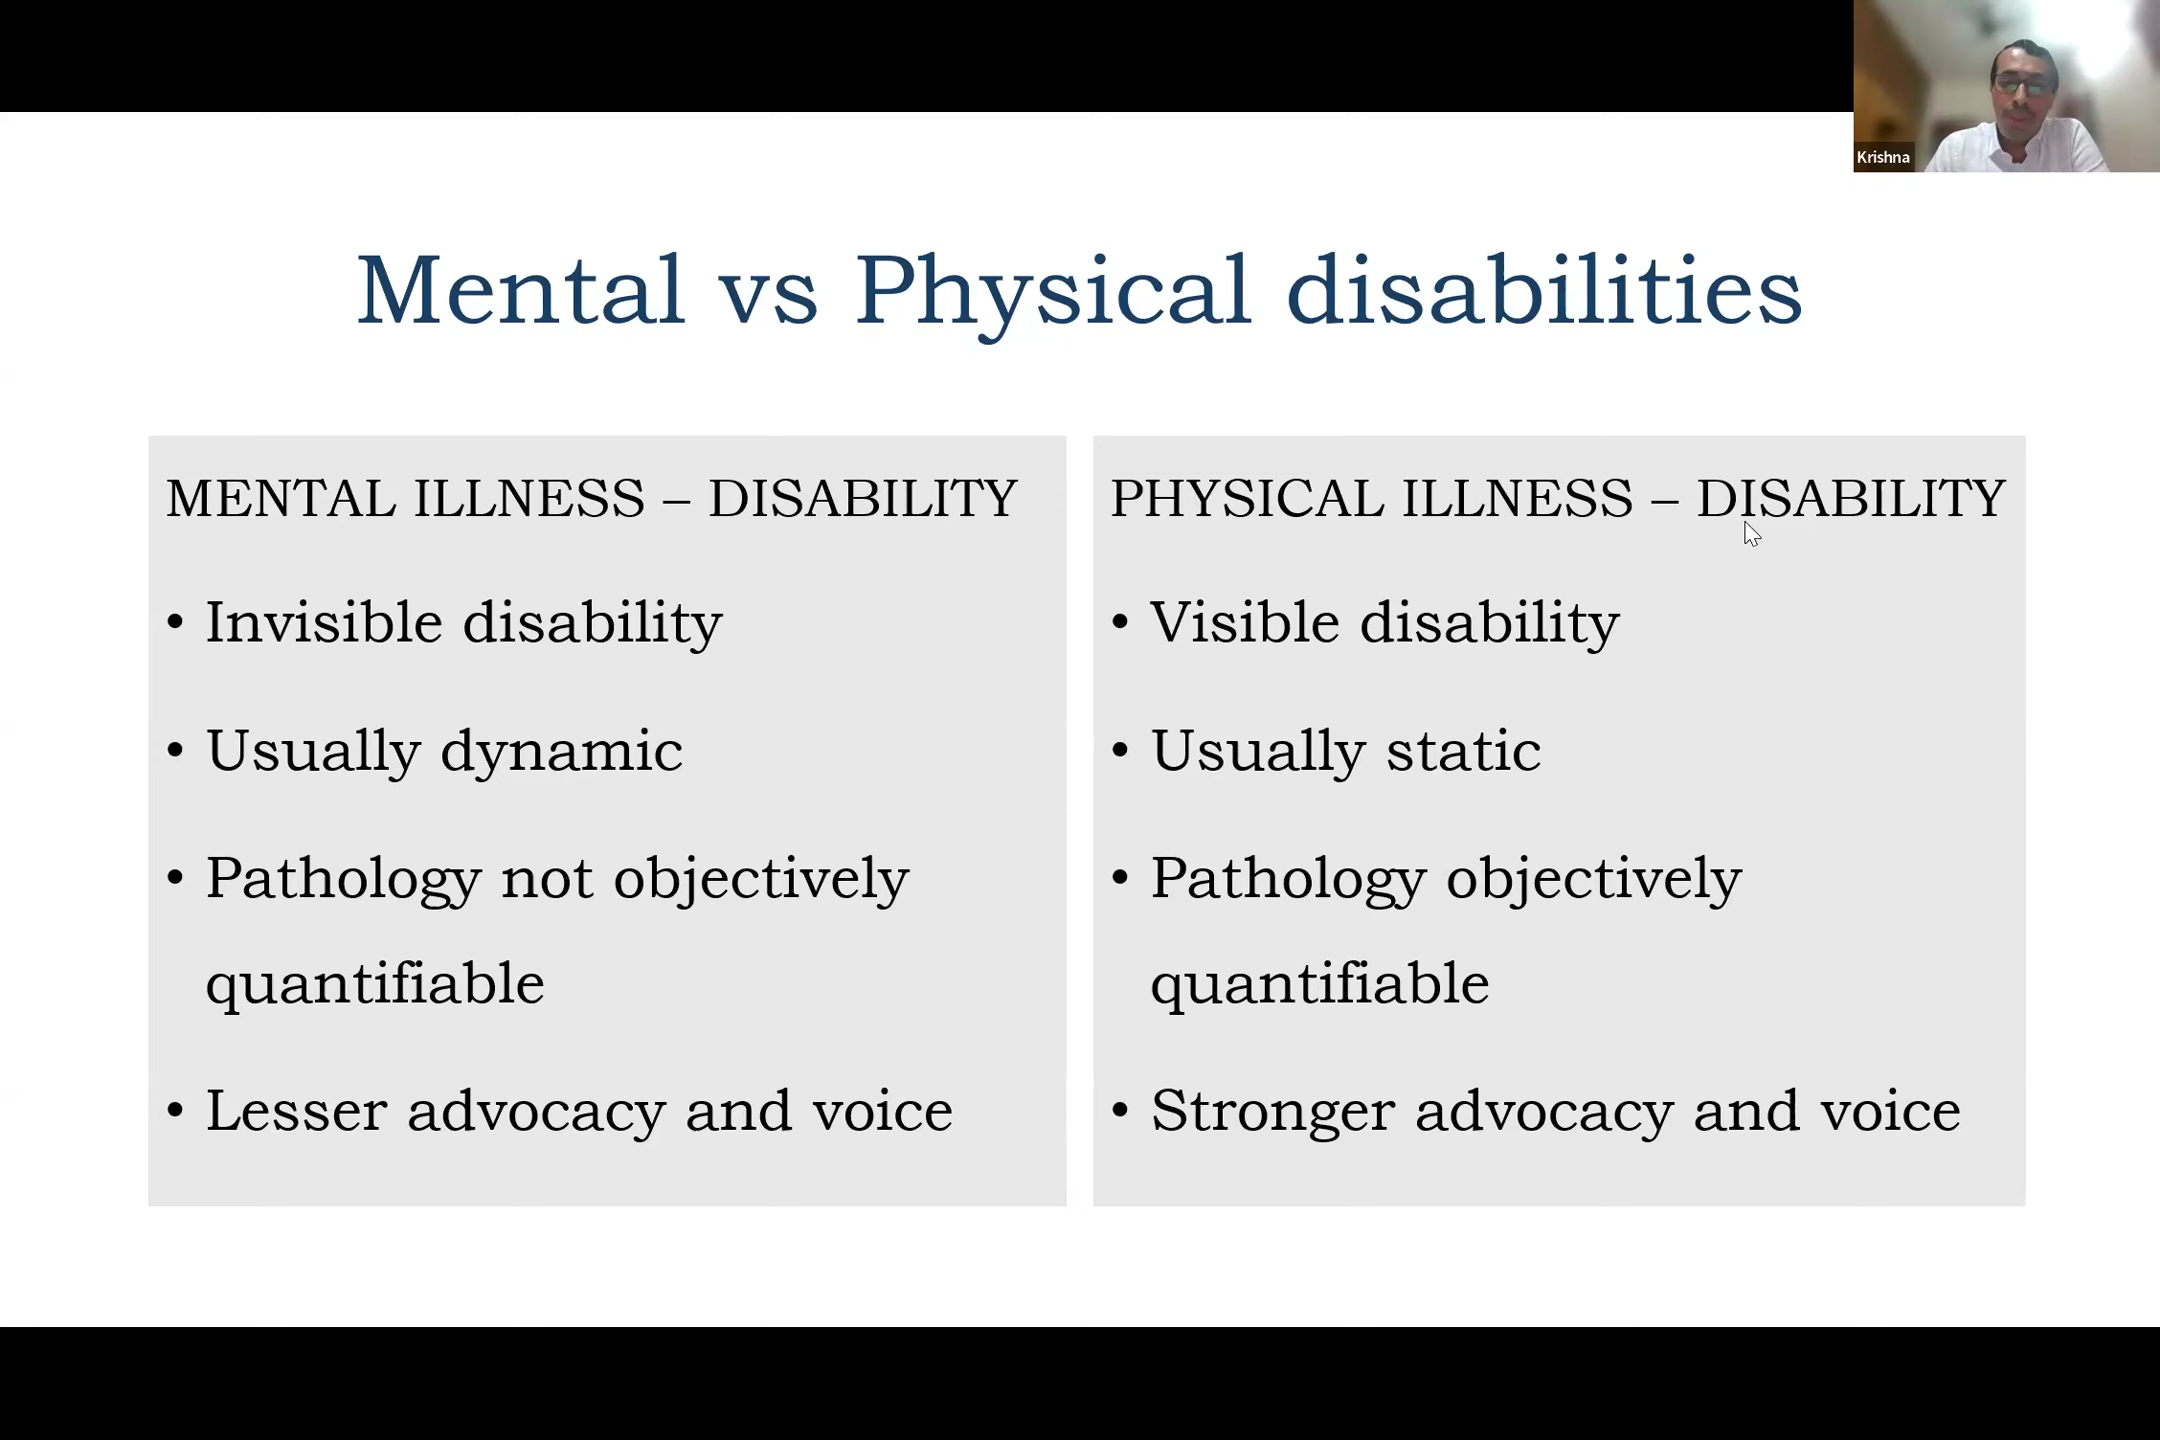 Krishna
Mental vs Physical disabilities
MENTAL ILLNESS – DISABILITY
• Invisible disability
• Usually dynamic
• Pathology not objectively
quantifiable
• Lesser advocacy and voice
PHYSICAL ILLNESS – DISABILITY
• Visible disability
• Usually static
• Pathology objectively
quantifiable
• Stronger advocacy and voice